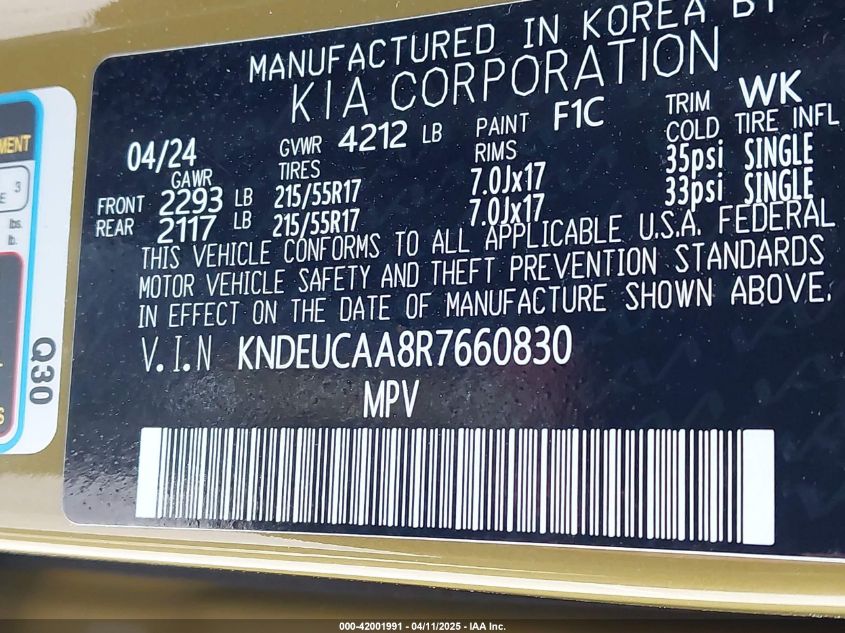 MANUFACTURED IN KOREA BY
KIA CORPORATION
04/24 GVWR 4212 LB PAINT F1C TRIM WK
GAWR TIRES RIMS COLD TIRE INFL
FRONT 2293 LB 215/55R17 7.0Jx17 35psi SINGLE
REAR 2117 LB 215/55R17 7.0Jx17 33psi SINGLE
THIS VEHICLE CONFORMS TO ALL APPLICABLE U.S.A. FEDERAL
MOTOR VEHICLE SAFETY AND THEFT PREVENTION STANDARDS
IN EFFECT ON THE DATE OF MANUFACTURE SHOWN ABOVE.
V.I.N KNDEUCAA8R7660830
MPV
3
lbs.
lb.
Q30
000-42001991 - 04/11/2025 - IAA Inc.